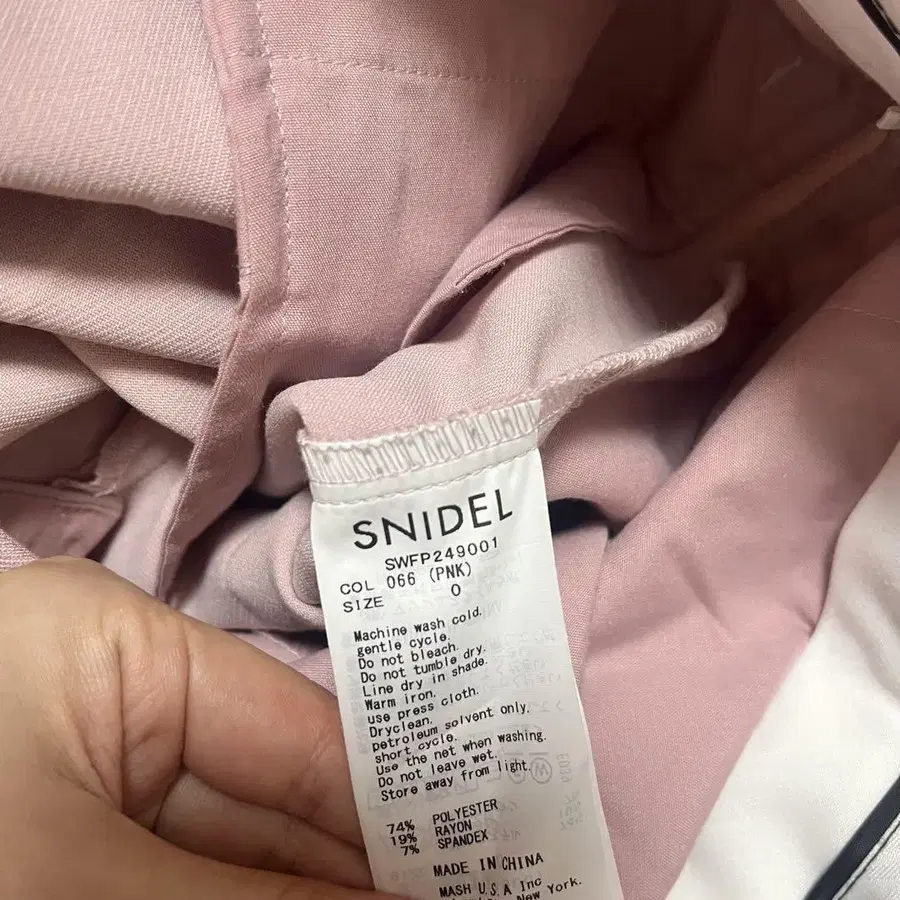 SNIDEL
SWFP249001
COL 066 (PNK)
SIZE 0
Machine wash cold.
gentle cycle.
Do not bleach.
Do not tumble dry.
Line dry in shade.
Warm iron.
use press cloth.
Dryclean.
petroleum solvent only.
short cycle.
Use the net when washing.
Do not leave wet.
Store away from light.
74% POLYESTER
19% RAYON
7% SPANDEX
MADE IN CHINA
MASH U.S.A Inc
New York.